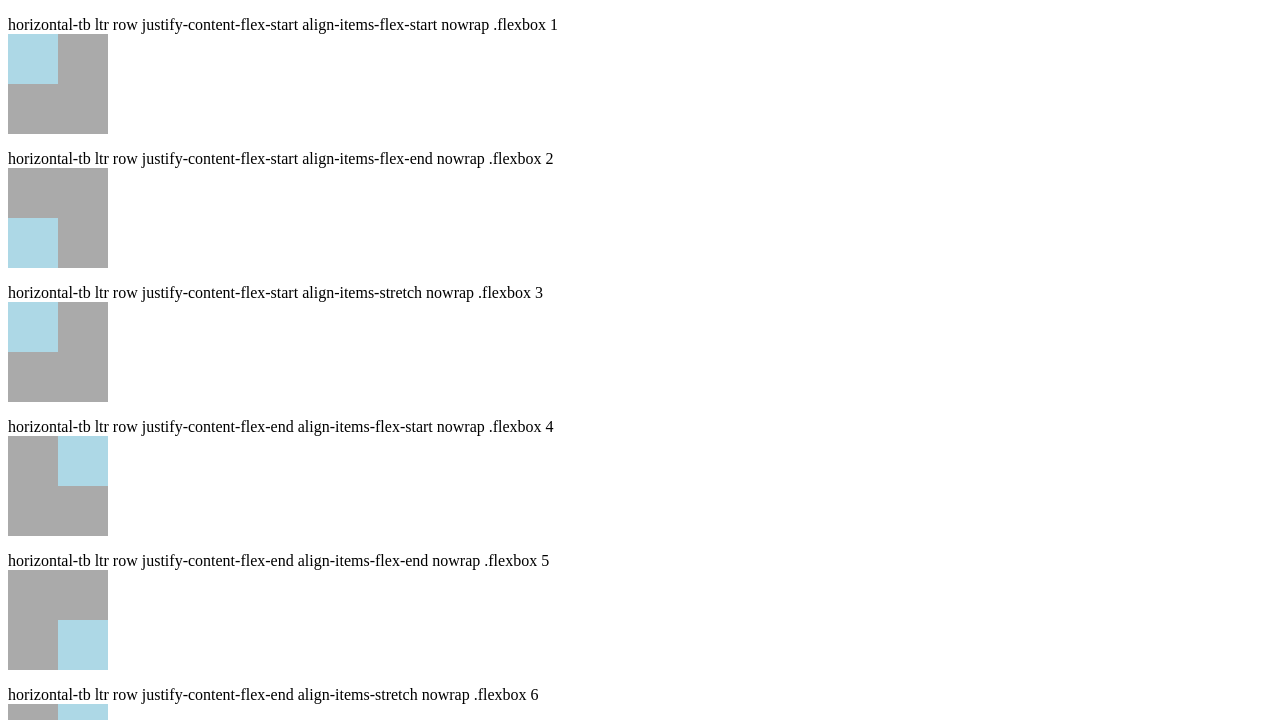 horizontal-tb ltr row justify-content-flex-start align-items-flex-start nowrap .flexbox 1
horizontal-tb ltr row justify-content-flex-start align-items-flex-end nowrap .flexbox 2
horizontal-tb ltr row justify-content-flex-start align-items-stretch nowrap .flexbox 3
horizontal-tb ltr row justify-content-flex-end align-items-flex-start nowrap .flexbox 4
horizontal-tb ltr row justify-content-flex-end align-items-flex-end nowrap .flexbox 5
horizontal-tb ltr row justify-content-flex-end align-items-stretch nowrap .flexbox 6